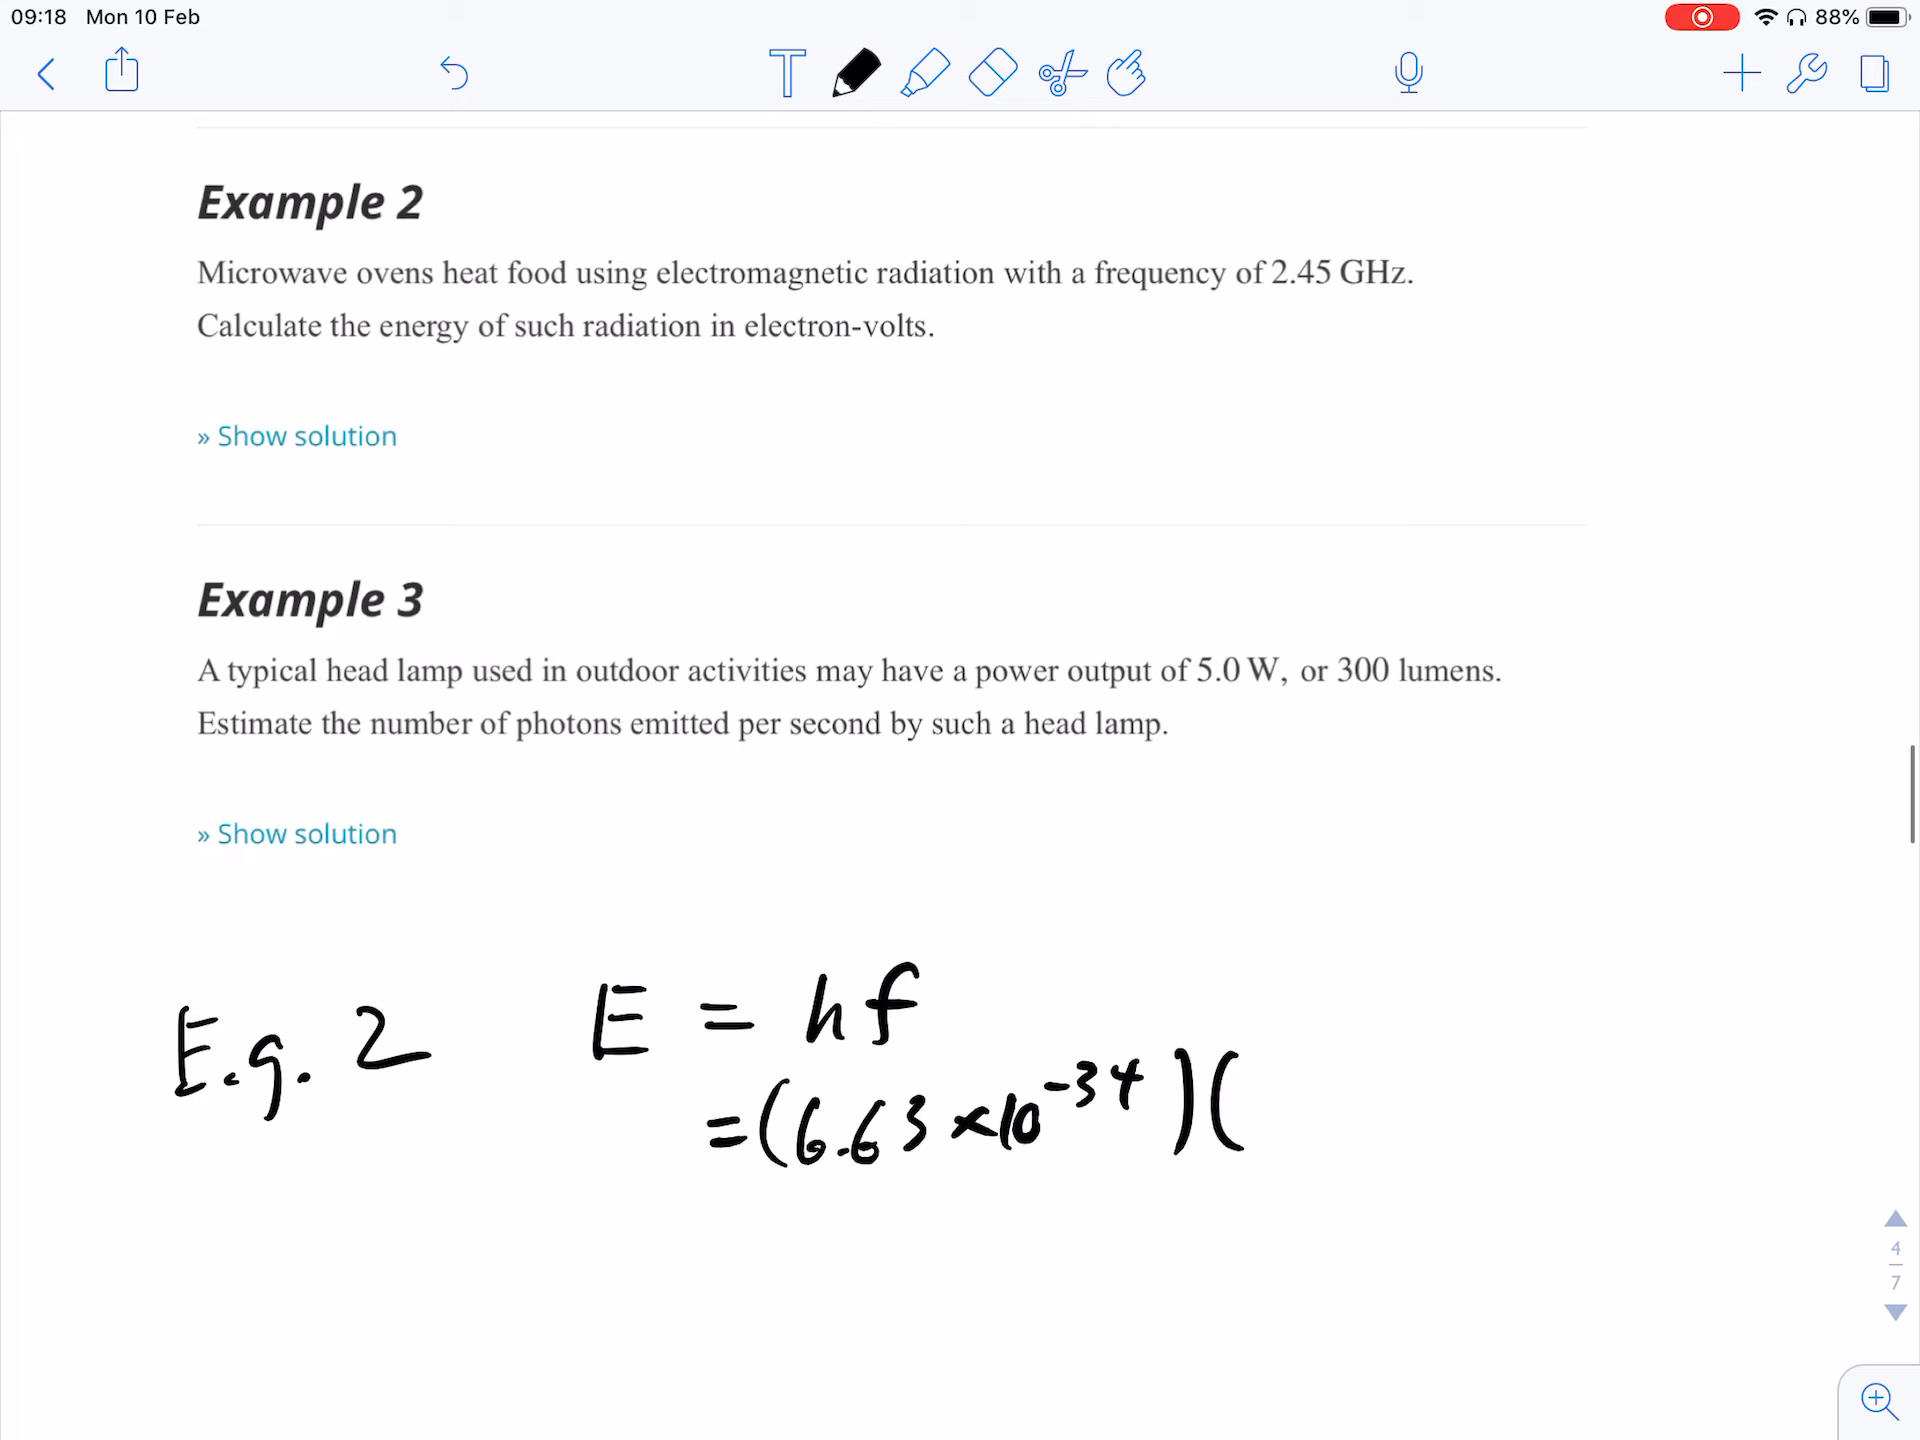 09:18 Mon 10 Feb 88%
T
Example 2
Microwave ovens heat food using electromagnetic radiation with a frequency of 2.45 GHz.
Calculate the energy of such radiation in electron-volts.
» Show solution
Example 3
A typical head lamp used in outdoor activities may have a power output of 5.0 W, or 300 lumens.
Estimate the number of photons emitted per second by such a head lamp.
» Show solution
E.g. 2 E = hf
=(6.63 ×10^-34)(
4
7